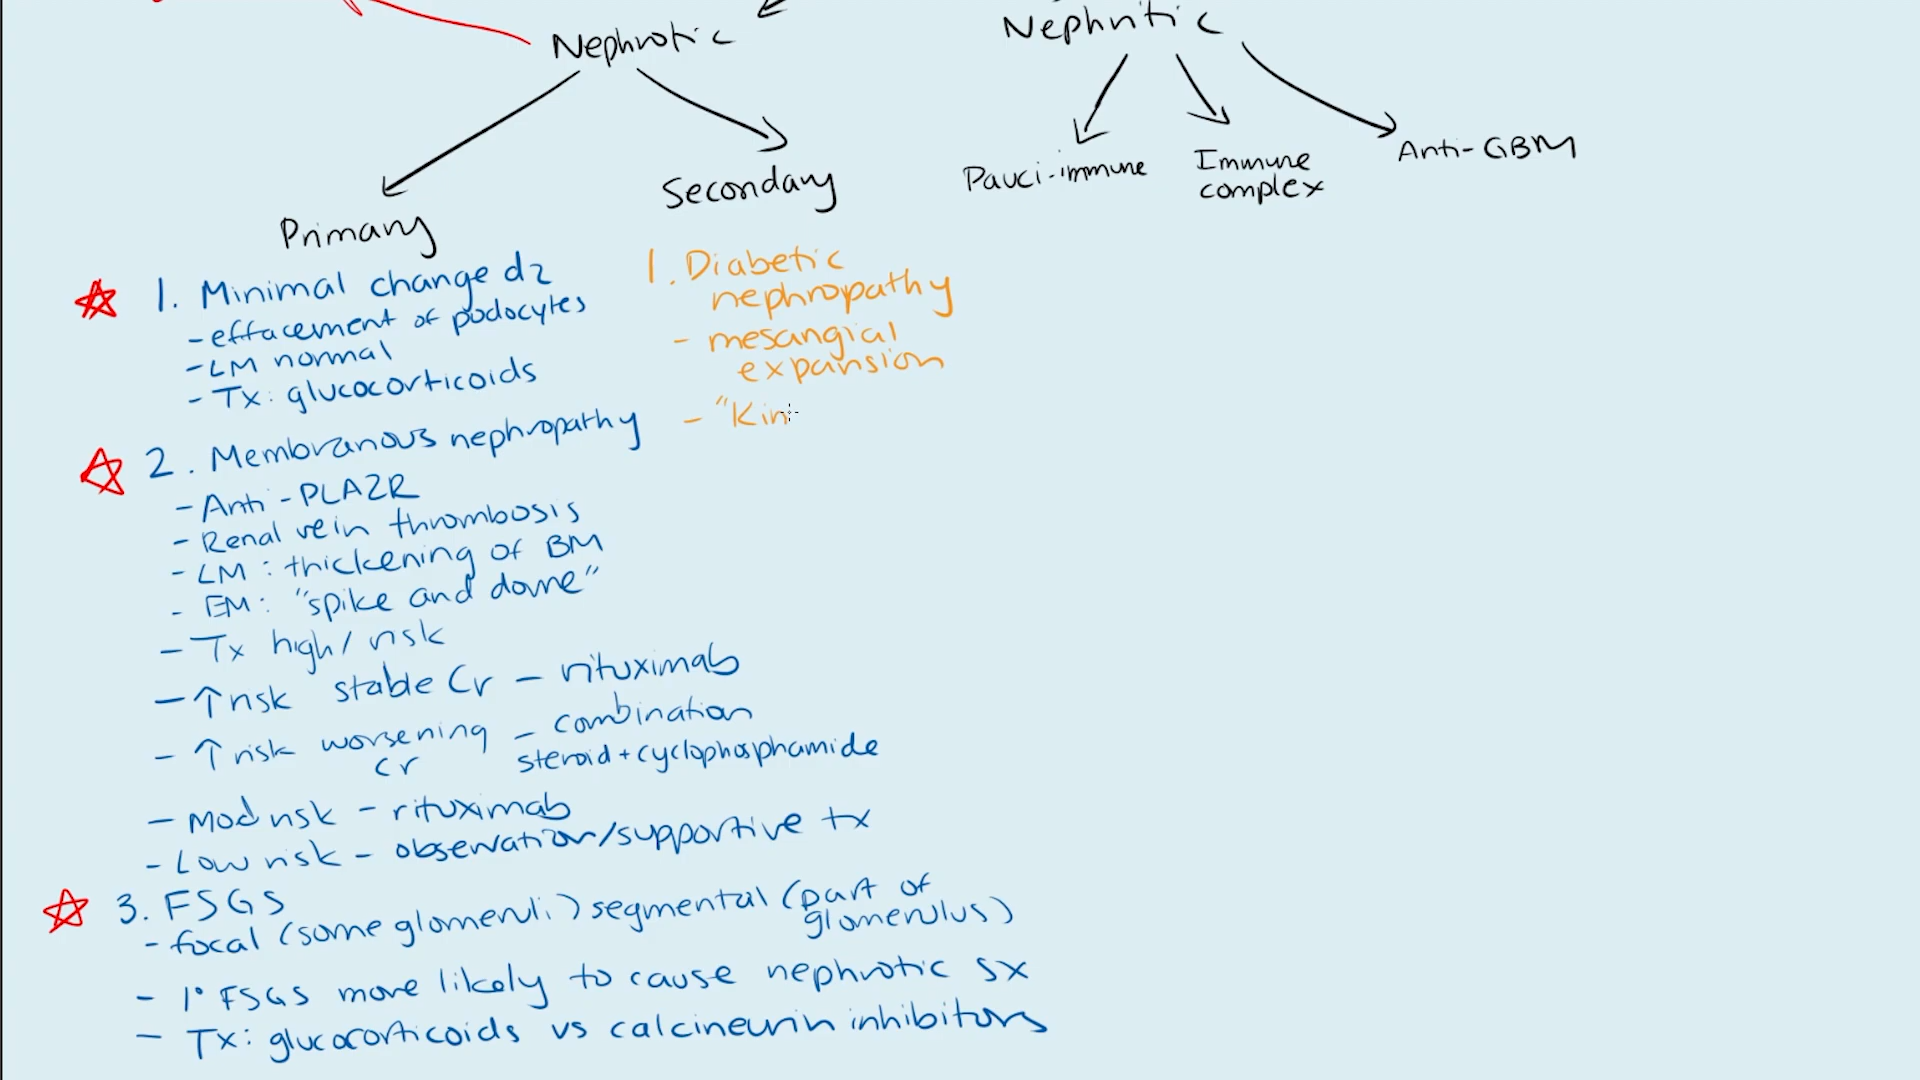 Nephrotic
Nephritic
Pauci-immune
Immune
complex
Anti-GBM
Primary
Secondary
1. Minimal change dz
- effacement of podocytes
- LM normal
- Tx: glucocorticoids
2. Membranous nephropathy
- Anti-PLA2R
- Renal vein thrombosis
- LM: thickening of BM
- EM: "spike and dome"
- Tx high/ risk
- ↑ risk stable Cr - rituximab
- ↑ risk worsening Cr - combination
steroid + cyclophosphamide
- Mod risk - rituximab
- Low risk - observation/supportive tx
3. FSGS
- focal (some glomeruli) segmental (part of
glomerulus)
- 1° FSGS more likely to cause nephrotic sx
- Tx: glucocorticoids vs calcineurin inhibitors
1. Diabetic
nephropathy
- mesangial
expansion
- "Kin